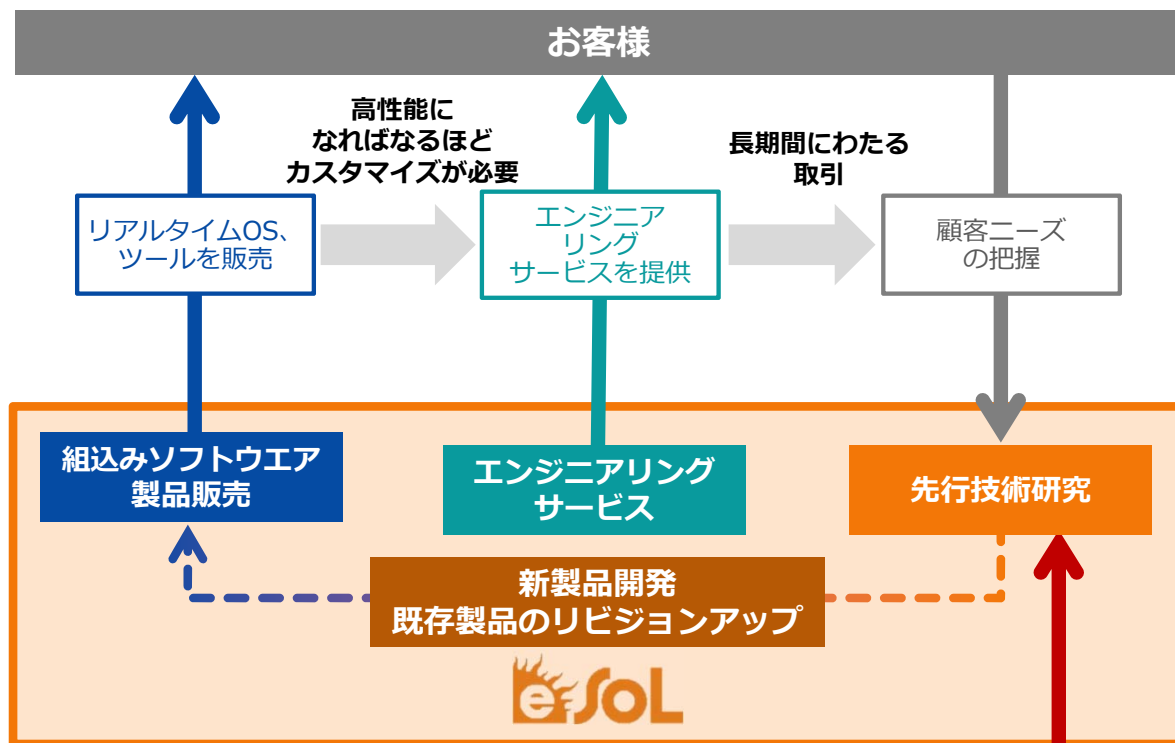 お客様
高性能に
なればなるほど
カスタマイズが必要
長期間にわたる
取引
リアルタイムOS、
ツールを販売
エンジニア
リング
サービスを提供
顧客ニーズ
の把握
組込みソフトウエア
製品販売
エンジニアリング
サービス
先行技術研究
新製品開発
既存製品のリビジョンアップ
eSOL